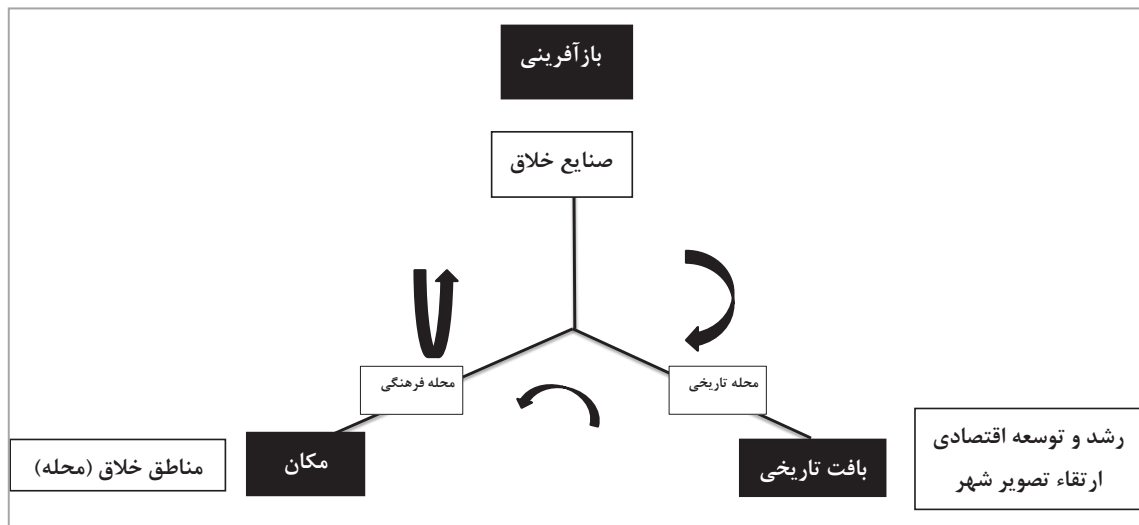 بازآفرینی
صنایع خلاق
محله تاریخی
محله فرهنگی
رشد و توسعه اقتصادی
ارتقاء تصویر شهر
بافت تاریخی
مکان
مناطق خلاق (محله)